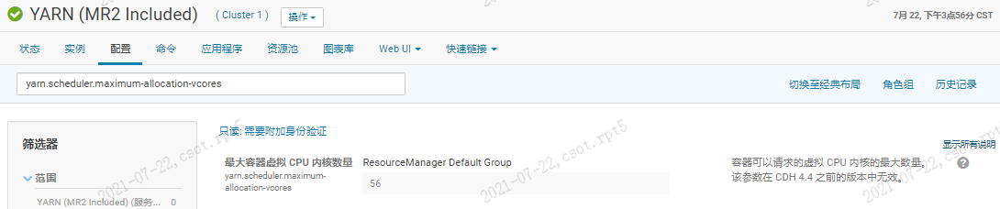 YARN (MR2 Included) ( Cluster 1 ) 操作 7月 22, 下午3点56分 CST
状态 实例 配置 命令 应用程序 资源池 图表库 Web UI 快速链接
yarn.scheduler.maximum-allocation-vcores 切换至经典布局 角色组 历史记录
只读: 需要附加身份验证
筛选器 显示所有说明
最大容器虚拟 CPU 内核数量 ResourceManager Default Group 容器可以请求的虚拟 CPU 内核的最大数量。
yarn.scheduler.maximum- 56 该参数在 CDH 4.4 之前的版本中无效。
allocation-vcores
范围
YARN (MR2 Included) (服务... 0
2021-07-22,csot.rpt5
2021-07-22,csot.rpt5
2021-07-22,csot.rpt5